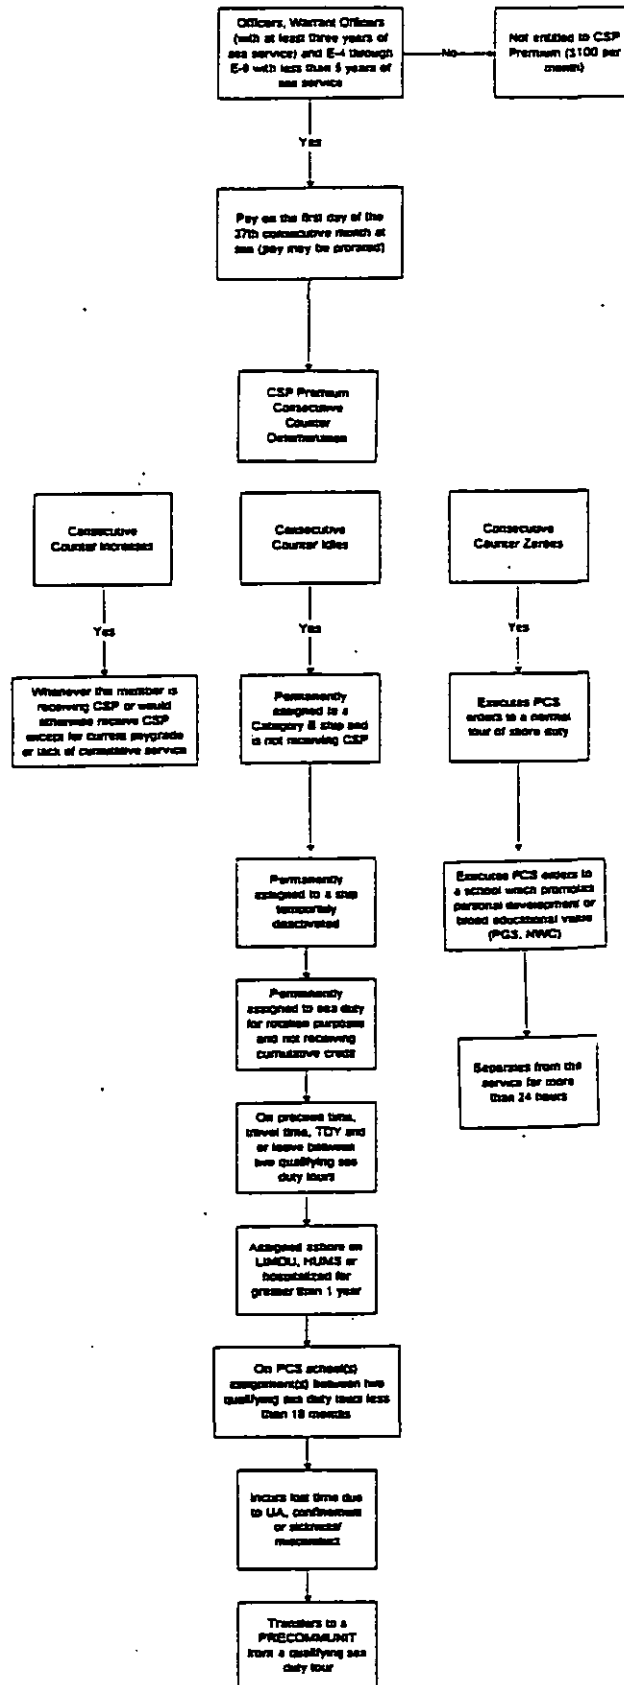 Officers, Warrant Officers
(with at least three years of
sea service) and E-4 through
E-9 with less than 5 years of
sea service
No
Not entitled to CSP
Premium ($100 per
month)
Yes
Pay on the first day of the
37th consecutive month at
sea (pay may be prorated)
CSP Premium
Consecutive
Counter
Determination
Consecutive
Counter Increases
Consecutive
Counter Idles
Consecutive
Counter Zeroes
Yes
Yes
Yes
Whenever the member is
receiving CSP or would
otherwise receive CSP
except for current paygrade
or lack of cumulative service
Permanently
assigned to a
Category B ship and
is not receiving CSP
Executes PCS
orders to a normal
tour of shore duty
Permanently
assigned to a ship
temporarily
deactivated
Executes PCS orders to
a school which promotes
personal development or
broad educational value
(PGS, NWC)
Permanently
assigned to sea duty
for rotation purposes
and not receiving
cumulative credit
Separates from the
service for more
than 24 hours
On process time,
travel time, TDY and
or leave between
two qualifying sea
duty tours
Assigned ashore on
LIMDU, HUMS or
hospitalized for
greater than 1 year
On PCS school(s)
assignment(s) between two
qualifying sea duty tours less
than 18 months
Incurs lost time due
to UA, confinement
or sickness/
misconduct
Transfers to a
PRECOMMUNIT
from a qualifying sea
duty tour